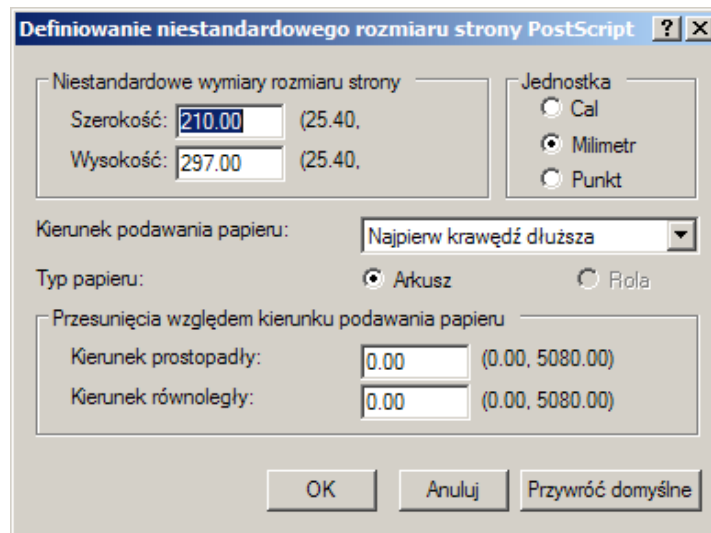 Definiowanie niestandardowego rozmiaru strony PostScript ? X
Niestandardowe wymiary rozmiaru strony
Szerokość: 210.00 (25.40,
Wysokość: 297.00 (25.40,
Jednostka
Cal
Milimetr
Punkt
Kierunek podawania papieru: Najpierw krawędź dłuższa
Typ papieru: Arkusz Rola
Przesunięcia względem kierunku podawania papieru
Kierunek prostopadły: 0.00 (0.00, 5080.00)
Kierunek równoległy: 0.00 (0.00, 5080.00)
OK Anuluj Przywróć domyślne